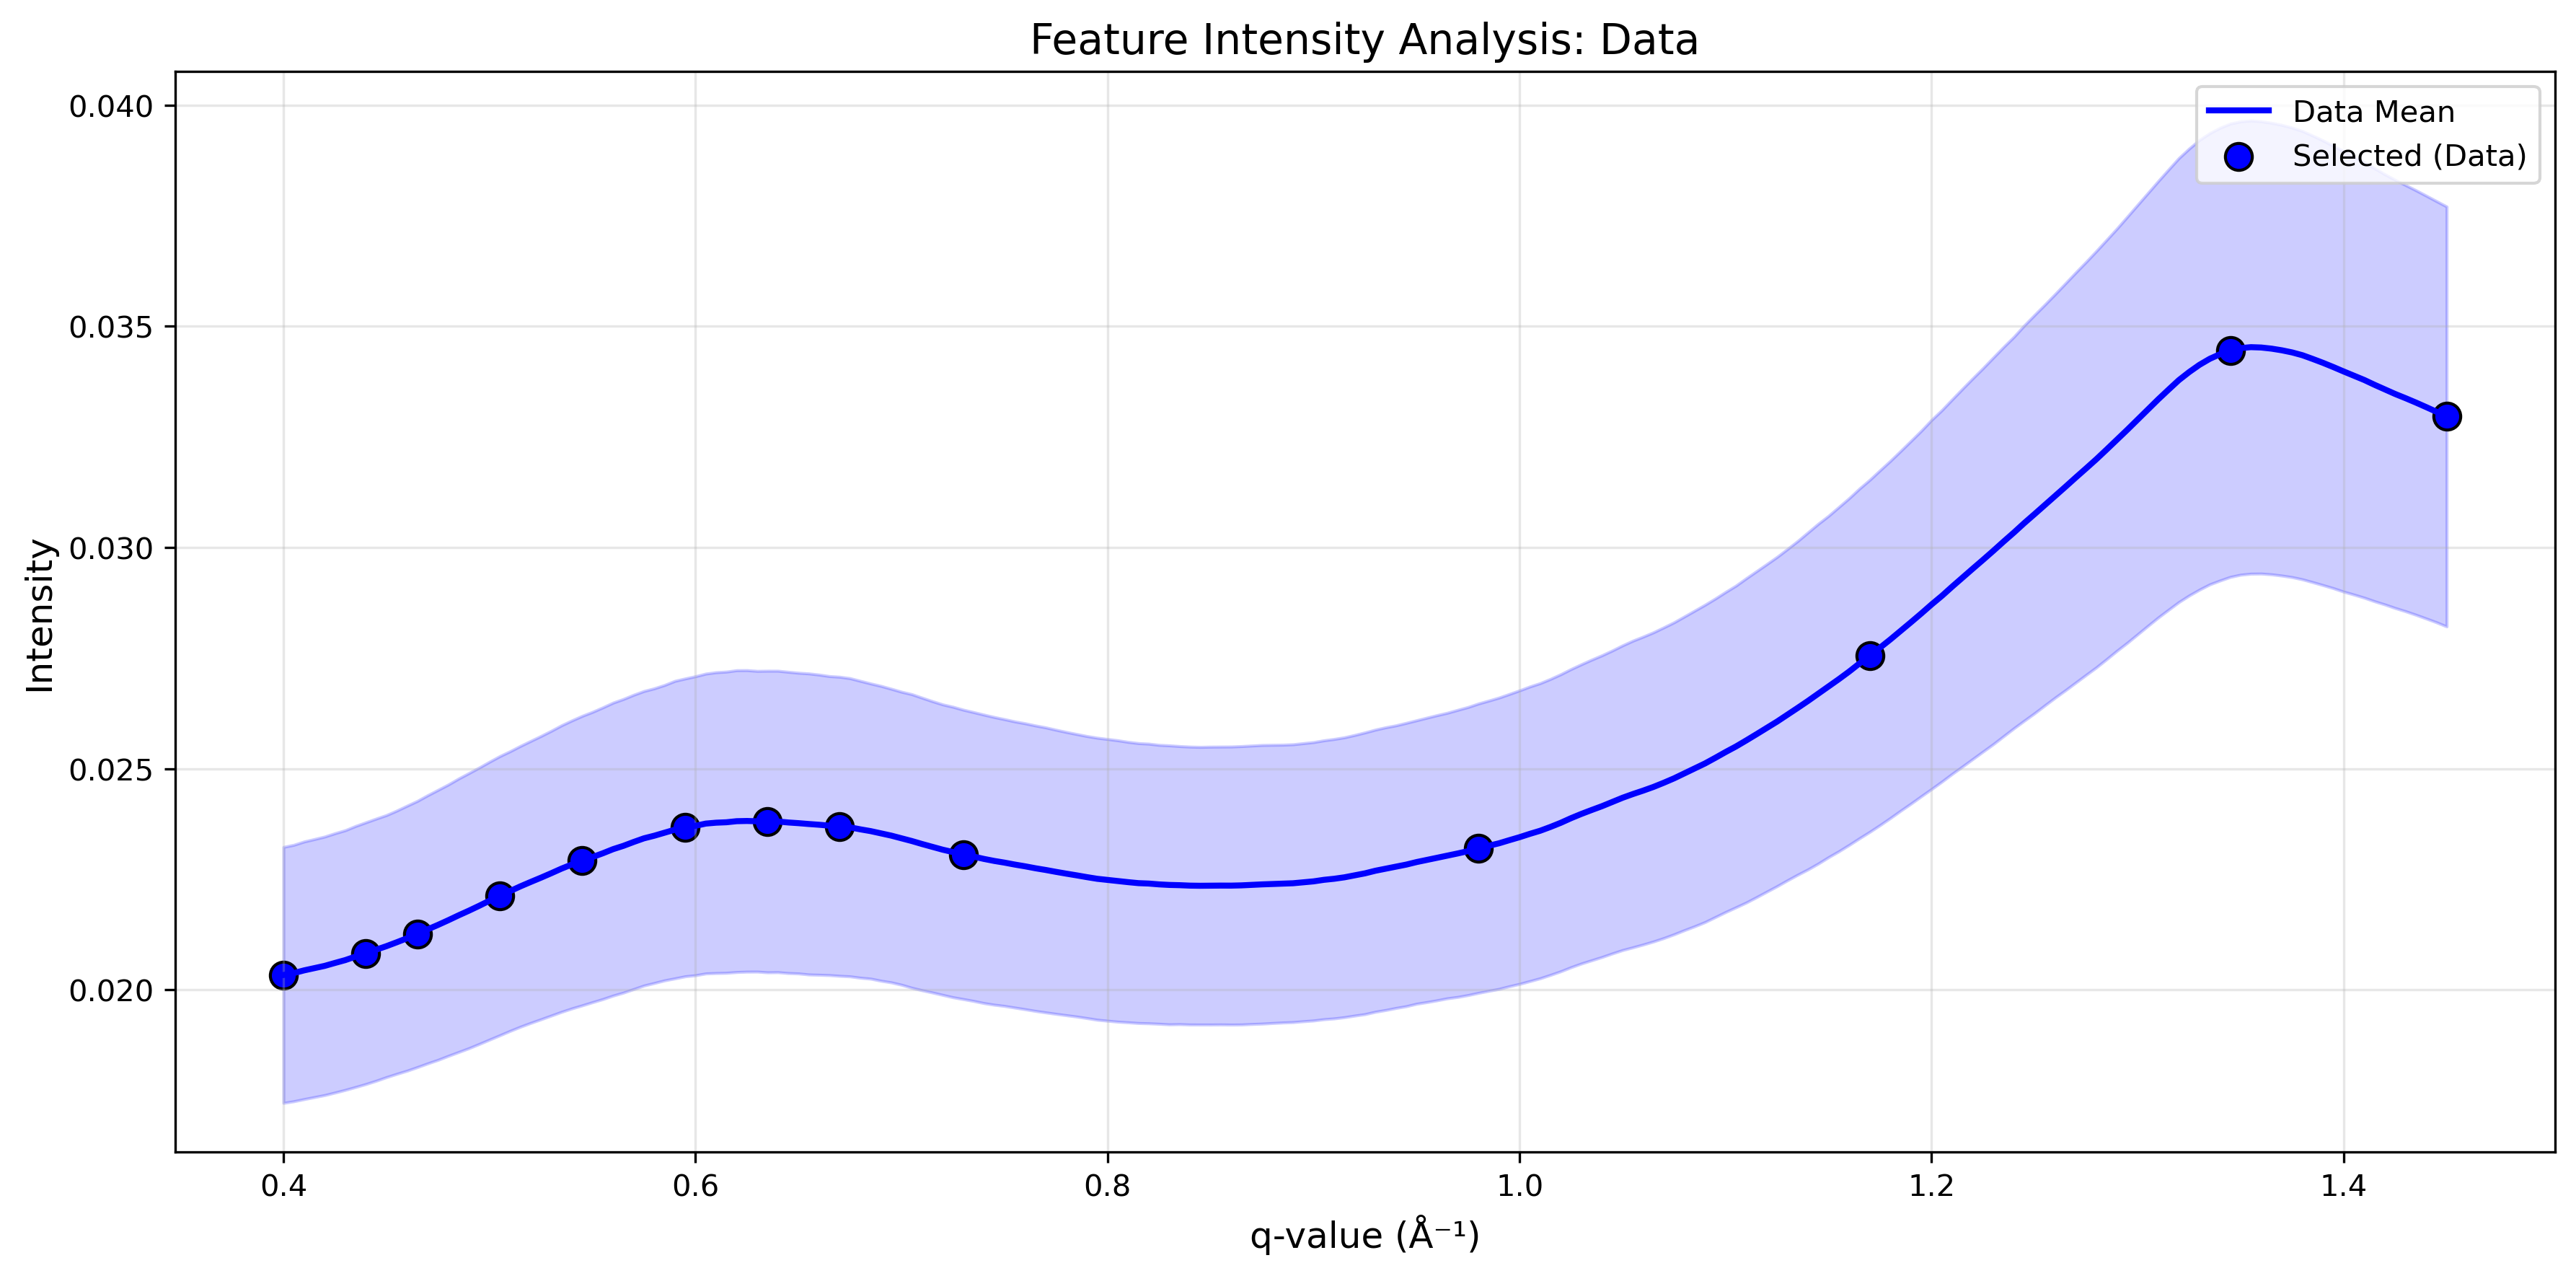 Feature Intensity Analysis: Data
Data Mean
Selected (Data)
Intensity
0.040
0.035
0.030
0.025
0.020
0.4 0.6 0.8 1.0 1.2 1.4
q-value (Å⁻¹)